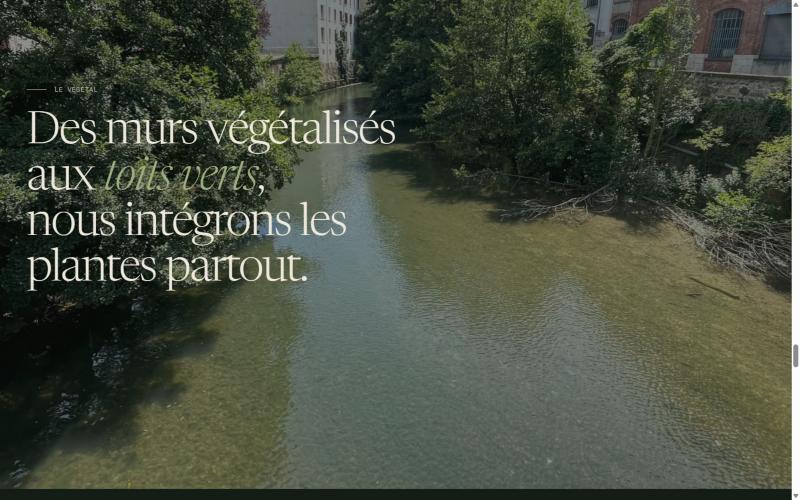 LE VÉGÉTAL
Des murs végétalisés
aux toits verts,
nous intégrons les
plantes partout.